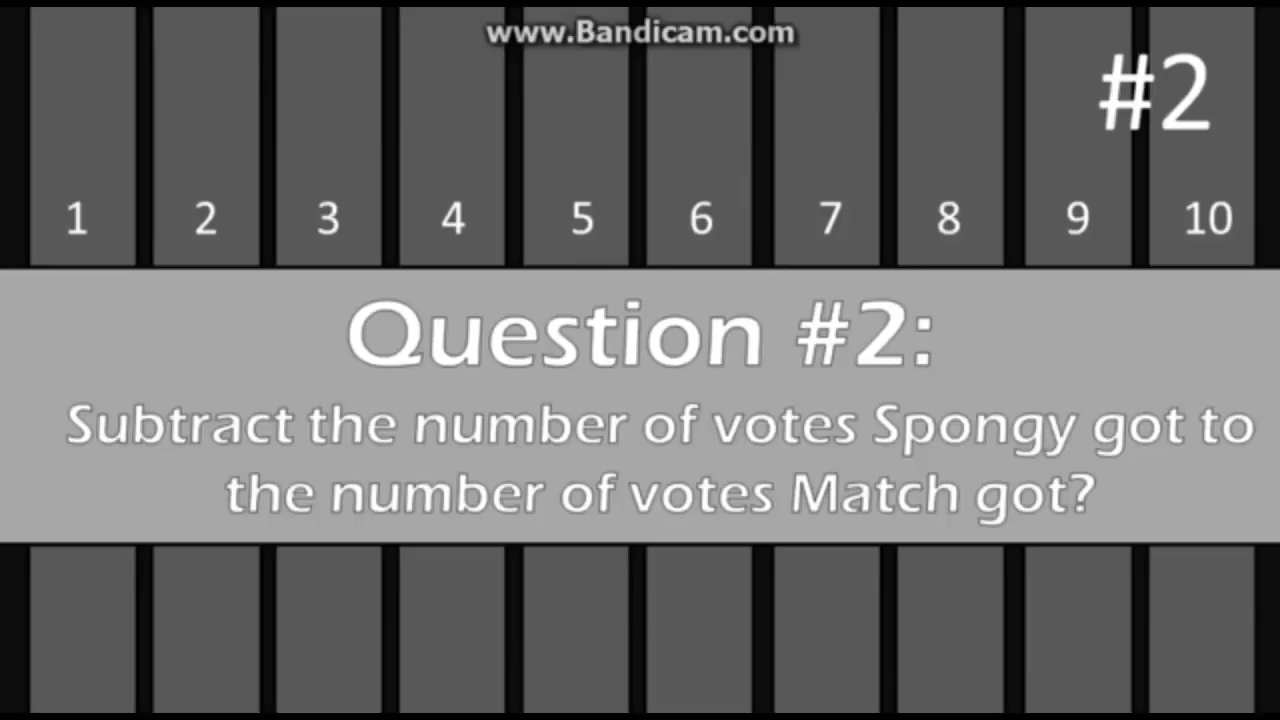 www.Bandicam.com
#2
1 2 3 4 5 6 7 8 9 10
Question #2:
Subtract the number of votes Spongy got to
the number of votes Match got?